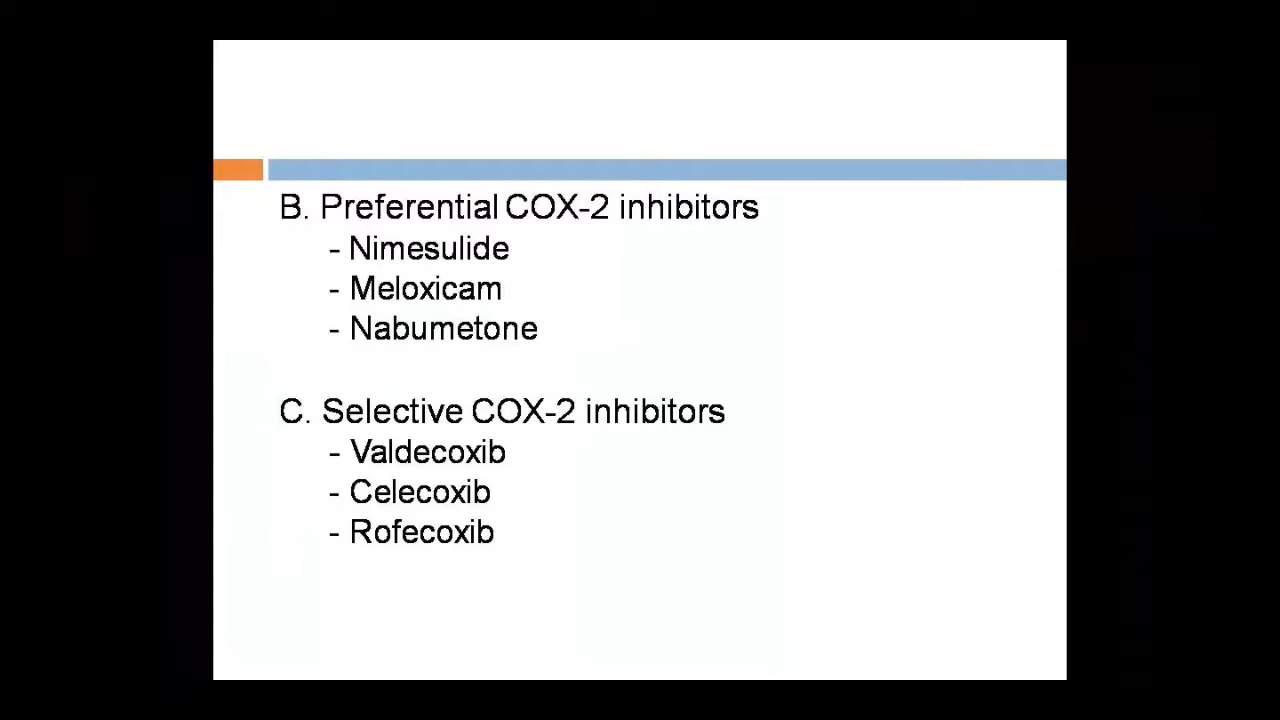 B. Preferential COX-2 inhibitors
- Nimesulide
- Meloxicam
- Nabumetone
C. Selective COX-2 inhibitors
- Valdecoxib
- Celecoxib
- Rofecoxib